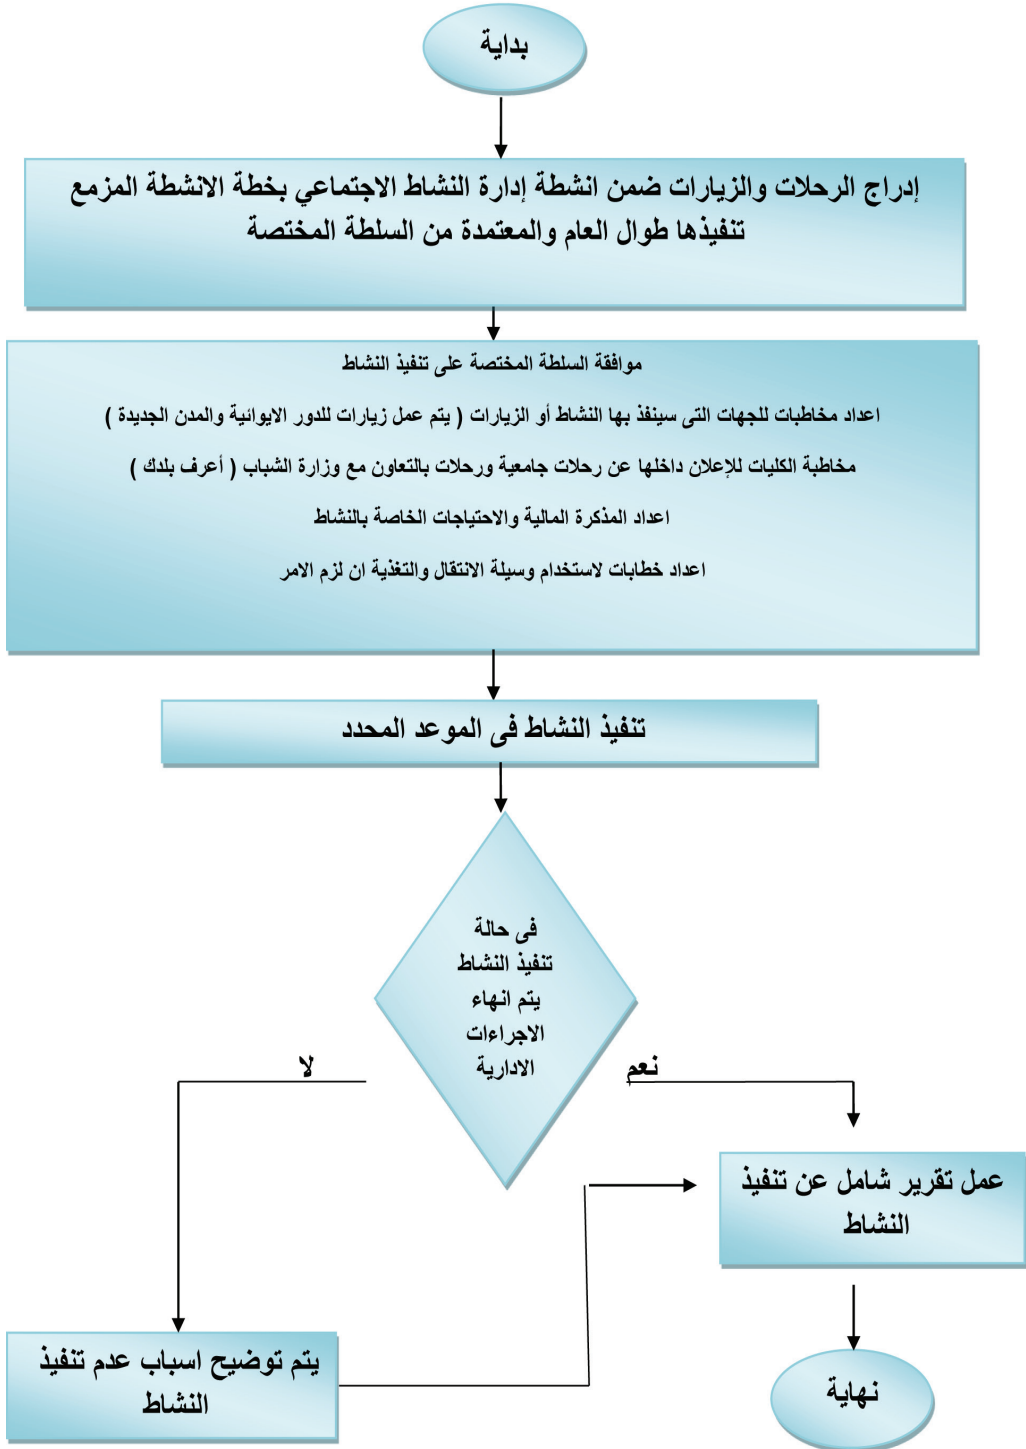 بداية
إدراج الرحلات والزيارات ضمن انشطة إدارة النشاط الاجتماعي بخطة الانشطة المزمع
تنفيذها طوال العام والمعتمدة من السلطة المختصة
موافقة السلطة المختصة على تنفيذ النشاط
اعداد مخاطبات للجهات التى سينفذ بها النشاط أو الزيارات ( يتم عمل زيارات للدور الايوائية والمدن الجديدة )
مخاطبة الكليات للإعلان داخلها عن رحلات جامعية ورحلات بالتعاون مع وزارة الشباب ( أعرف بلدك )
اعداد المذكرة المالية والاحتياجات الخاصة بالنشاط
اعداد خطابات لاستخدام وسيلة الانتقال والتغذية ان لزم الامر
تنفيذ النشاط فى الموعد المحدد
فى حالة
تنفيذ النشاط
يتم انهاء
الاجراءات
الادارية
نعم
لا
عمل تقرير شامل عن تنفيذ
النشاط
يتم توضيح اسباب عدم تنفيذ
النشاط
نهاية